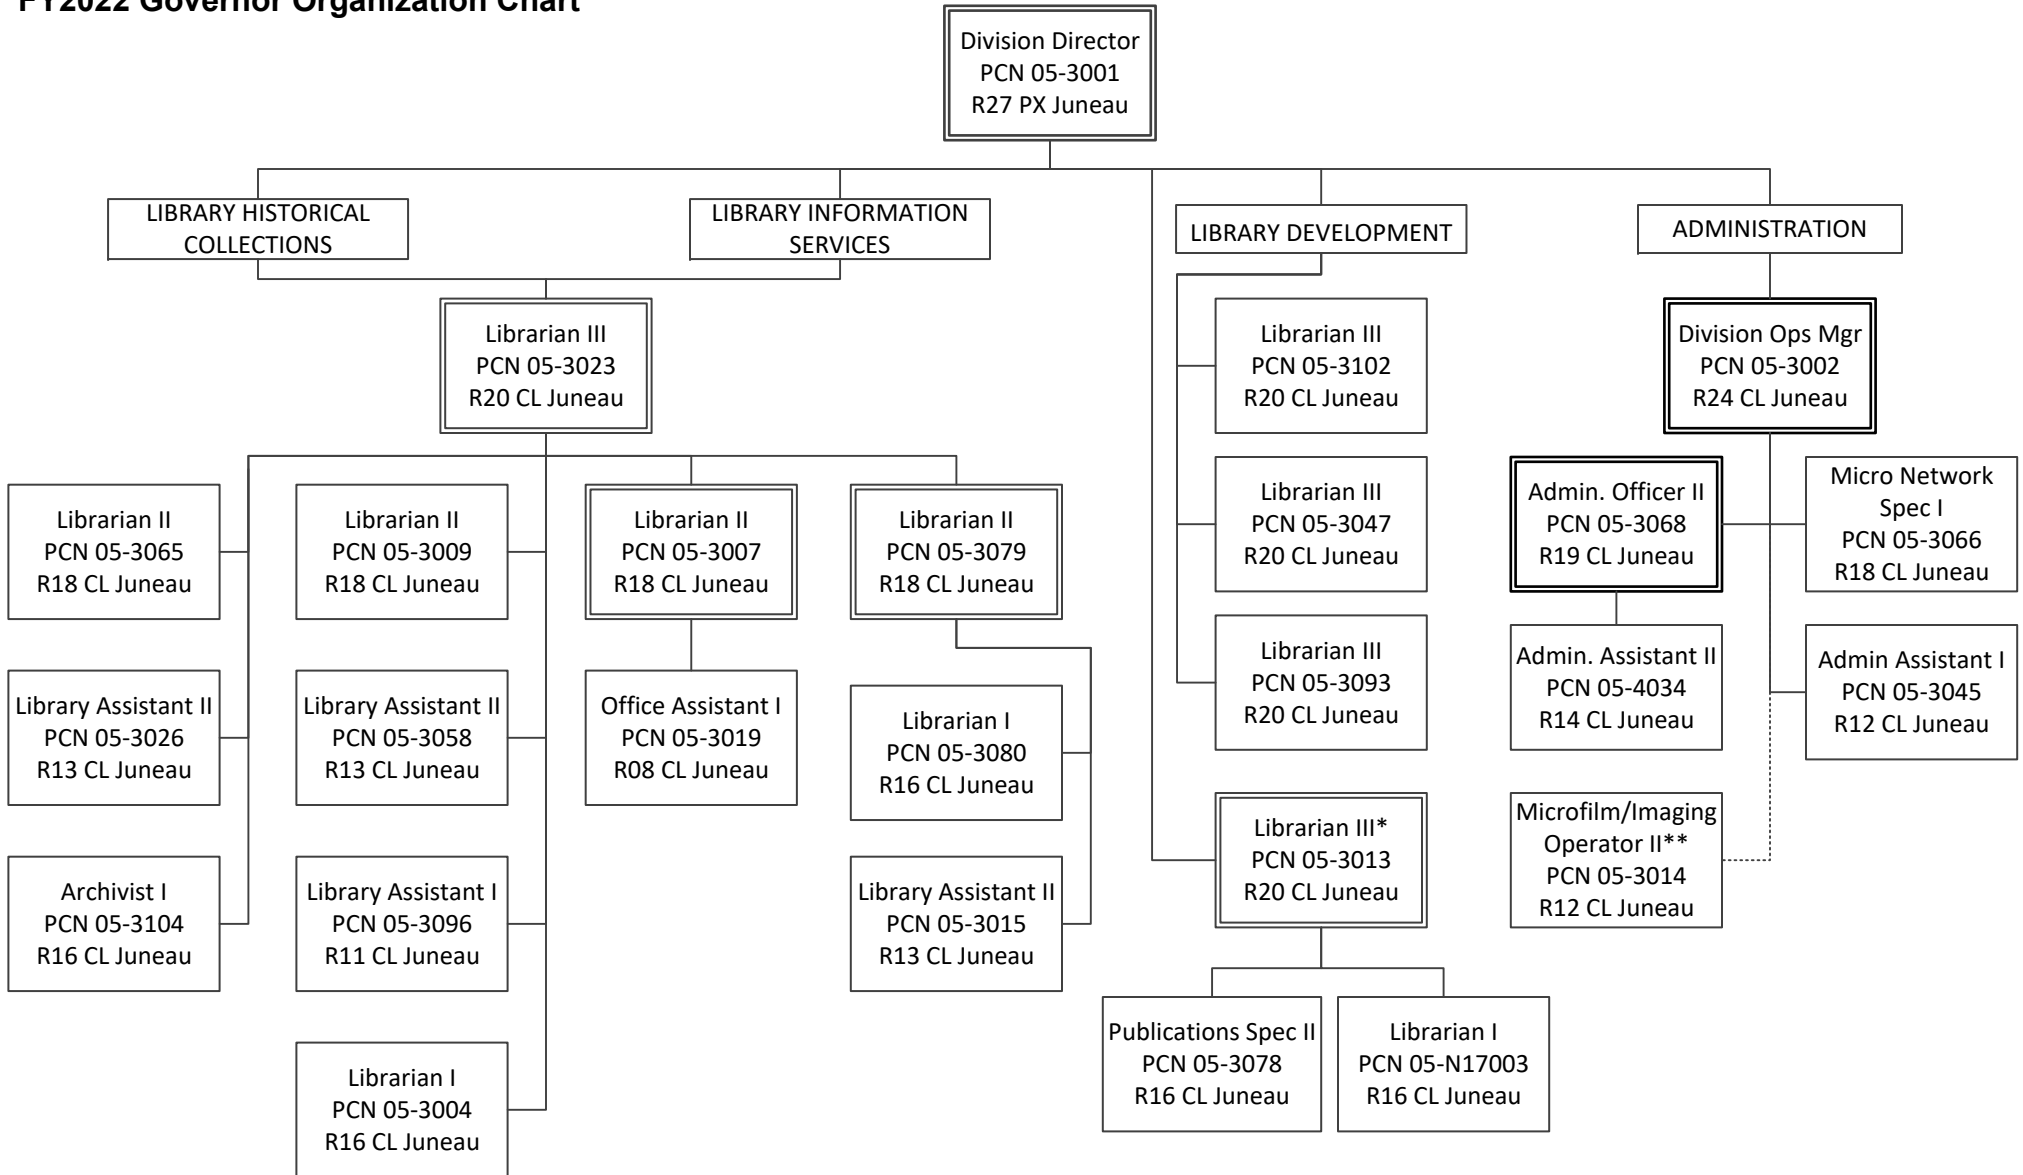 FY2022 Governor Organization Chart
Division Director
PCN 05-3001
R27 PX Juneau
LIBRARY HISTORICAL
COLLECTIONS
LIBRARY INFORMATION
SERVICES
LIBRARY DEVELOPMENT
ADMINISTRATION
Librarian III
PCN 05-3023
R20 CL Juneau
Librarian III
PCN 05-3102
R20 CL Juneau
Division Ops Mgr
PCN 05-3002
R24 CL Juneau
Librarian II
PCN 05-3065
R18 CL Juneau
Librarian II
PCN 05-3009
R18 CL Juneau
Librarian II
PCN 05-3007
R18 CL Juneau
Librarian II
PCN 05-3079
R18 CL Juneau
Librarian III
PCN 05-3047
R20 CL Juneau
Admin. Officer II
PCN 05-3068
R19 CL Juneau
Micro Network
Spec I
PCN 05-3066
R18 CL Juneau
Library Assistant II
PCN 05-3026
R13 CL Juneau
Library Assistant II
PCN 05-3058
R13 CL Juneau
Office Assistant I
PCN 05-3019
R08 CL Juneau
Librarian I
PCN 05-3080
R16 CL Juneau
Librarian III
PCN 05-3093
R20 CL Juneau
Admin. Assistant II
PCN 05-4034
R14 CL Juneau
Admin Assistant I
PCN 05-3045
R12 CL Juneau
Archivist I
PCN 05-3104
R16 CL Juneau
Library Assistant I
PCN 05-3096
R11 CL Juneau
Library Assistant II
PCN 05-3015
R13 CL Juneau
Librarian III*
PCN 05-3013
R20 CL Juneau
Microfilm/Imaging
Operator II**
PCN 05-3014
R12 CL Juneau
Librarian I
PCN 05-3004
R16 CL Juneau
Publications Spec II
PCN 05-3078
R16 CL Juneau
Librarian I
PCN 05-N17003
R16 CL Juneau